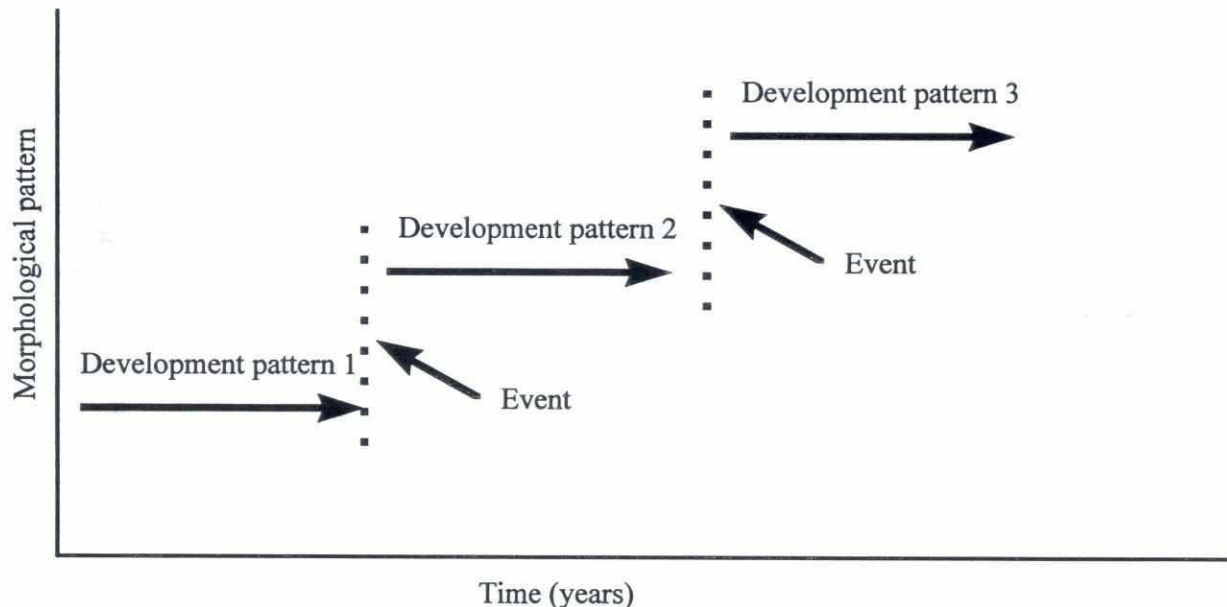 Development pattern 3
Development pattern 2
Event
Development pattern 1
Event
Morphological pattern
Time (years)